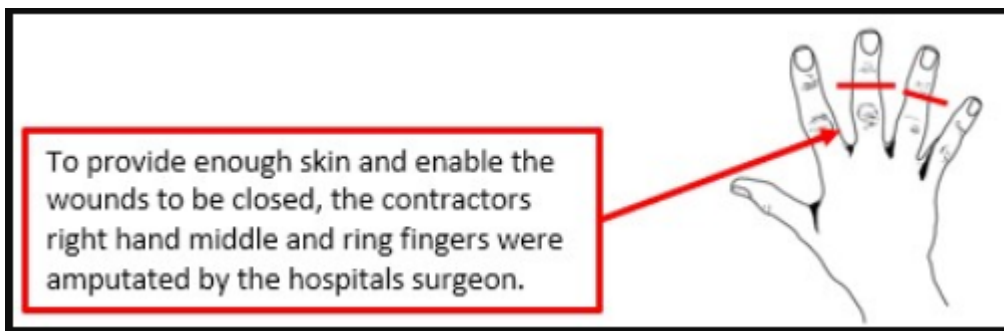 To provide enough skin and enable the
wounds to be closed, the contractors
right hand middle and ring fingers were
amputated by the hospitals surgeon.